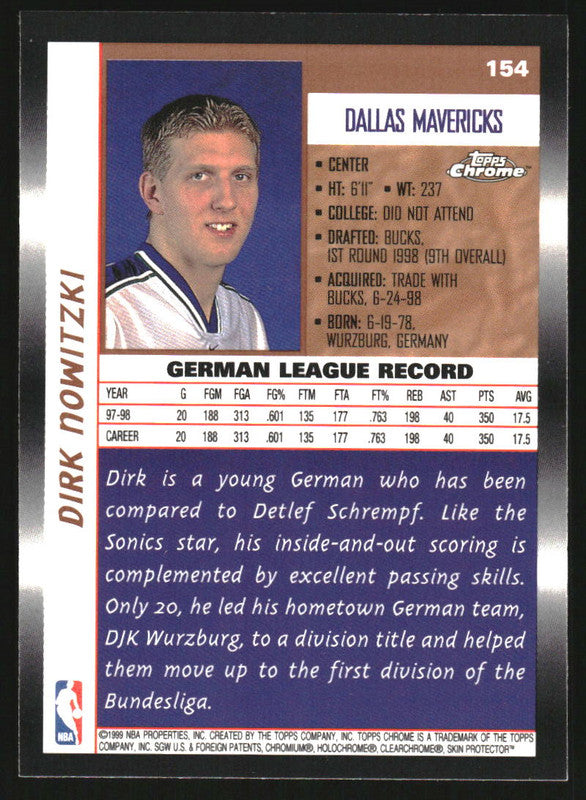 154
DALLAS MAVERICKS
Topps Chrome™
• CENTER
• HT: 6'11" • WT: 237
• COLLEGE: DID NOT ATTEND
• DRAFTED: BUCKS,
1ST ROUND 1998 (9TH OVERALL)
• ACQUIRED: TRADE WITH
BUCKS, 6-24-98
• BORN: 6-19-78,
WURZBURG, GERMANY
DIRK NOWITZKI
GERMAN LEAGUE RECORD
YEAR G FGM FGA FG% FTM FTA FT% REB AST PTS AVG
97-98 20 188 313 .601 135 177 .763 198 40 350 17.5
CAREER 20 188 313 .601 135 177 .763 198 40 350 17.5
Dirk is a young German who has been
compared to Detlef Schrempf. Like the
Sonics star, his inside-and-out scoring is
complemented by excellent passing skills.
Only 20, he led his hometown German team,
DJK Wurzburg, to a division title and helped
them move up to the first division of the
Bundesliga.
NBA
©1999 NBA PROPERTIES, INC. CREATED BY THE TOPPS COMPANY, INC. TOPPS CHROME IS A TRADEMARK OF THE TOPPS
COMPANY, INC. SGW U.S. & FOREIGN PATENTS, CHROMIUM®, HOLOCHROME®, CLEARCHROME®, SKIN PROTECTOR™